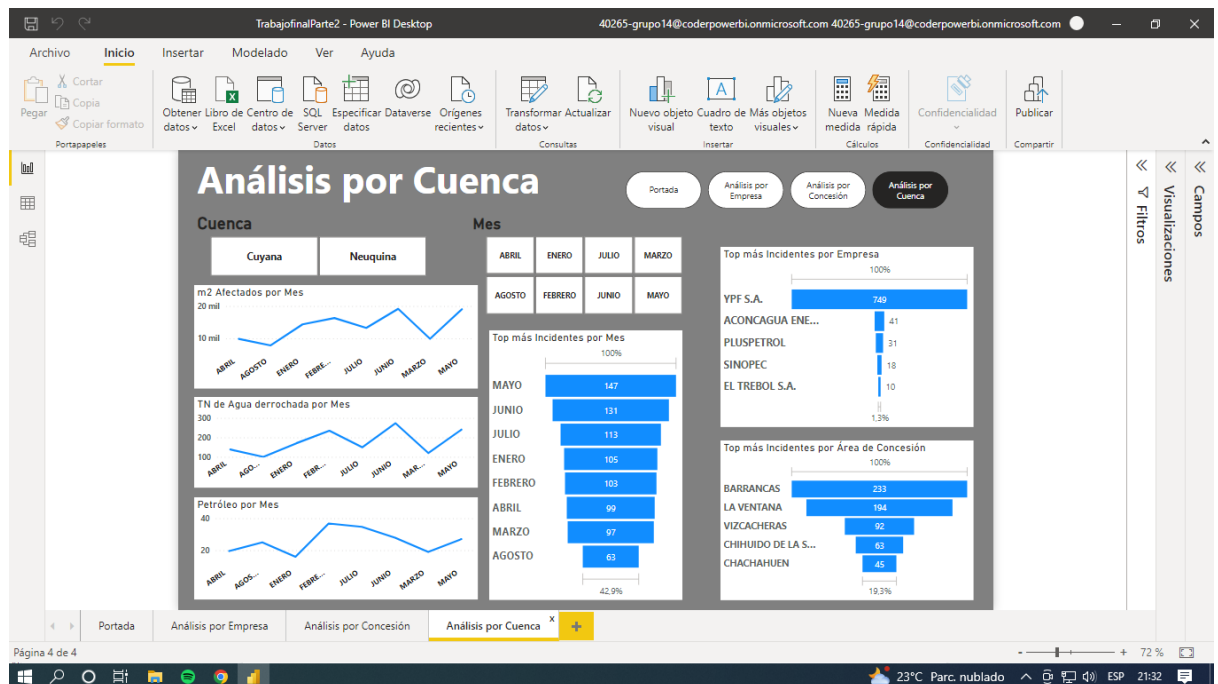 TrabajofinalParte2 - Power BI Desktop
40265-grupo14@coderpowerbi.onmicrosoft.com 40265-grupo14@coderpowerbi.onmicrosoft.com
Archivo Inicio Insertar Modelado Ver Ayuda
Pegar
Cortar
Copia
Copiar formato
Portapapeles
Obtener datos
Libro de Excel
Centro de datos
SQL Server
Especificar datos
Dataverse
Orígenes recientes
Datos
Transformar datos
Actualizar
Consultas
Nuevo objeto visual
Cuadro de texto
Más objetos visuales
Insertar
Nueva medida
Medida rápida
Cálculos
Confidencialidad
Confidencialidad
Publicar
Compartir
Análisis por Cuenca
Portada
Análisis por Empresa
Análisis por Concesión
Análisis por Cuenca
Cuenca
Cuyana Neuquina
Mes
ABRIL ENERO JULIO MARZO
AGOSTO FEBRERO JUNIO MAYO
m2 Afectados por Mes
20 mil
10 mil
ABRIL AGOSTO ENERO FEBRE... JULIO JUNIO MARZO MAYO
TN de Agua derrochada por Mes
300
200
100
ABRIL AGO... ENERO FEBR... JULIO JUNIO MAR... MAYO
Petróleo por Mes
40
20
ABRIL AGOS... ENERO FEBRE... JULIO JUNIO MARZO MAYO
Top más Incidentes por Mes
100%
MAYO 147
JUNIO 131
JULIO 113
ENERO 105
FEBRERO 103
ABRIL 99
MARZO 97
AGOSTO 63
42,9%
Top más Incidentes por Empresa
100%
YPF S.A. 749
ACONCAGUA ENE... 41
PLUSPETROL 31
SINOPEC 18
EL TREBOL S.A. 10
1,3%
Top más Incidentes por Área de Concesión
100%
BARRANCAS 233
LA VENTANA 194
VIZCACHERAS 92
CHIHUIDO DE LA S... 63
CHACHAHUEN 45
19,3%
Filtros
Visualizaciones
Campos
Portada Análisis por Empresa Análisis por Concesión Análisis por Cuenca
Página 4 de 4
72 %
23°C Parc. nublado ESP 21:32